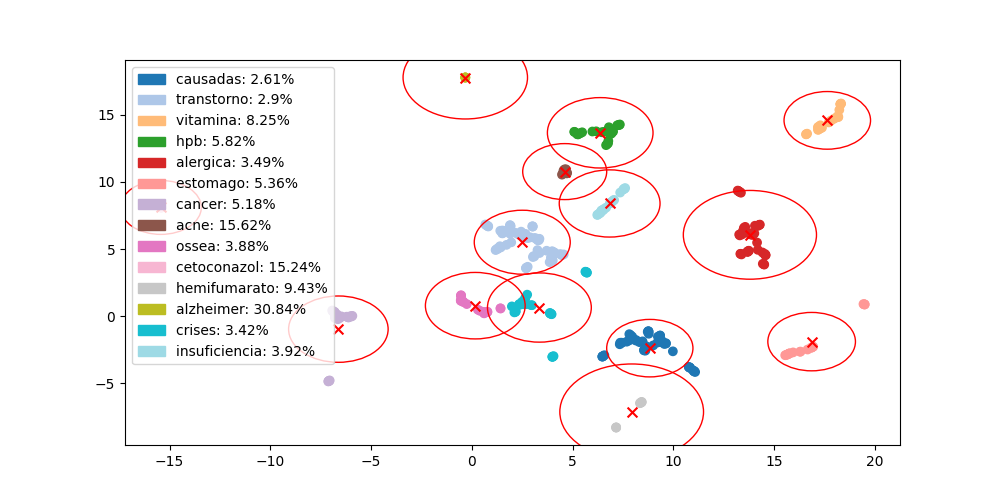 causadas: 2.61%
transtorno: 2.9%
vitamina: 8.25%
hpb: 5.82%
alergica: 3.49%
estomago: 5.36%
cancer: 5.18%
acne: 15.62%
ossea: 3.88%
cetoconazol: 15.24%
hemifumarato: 9.43%
alzheimer: 30.84%
crises: 3.42%
insuficiencia: 3.92%
15
10
5
0
−5
−15
−10
−5
0
5
10
15
20